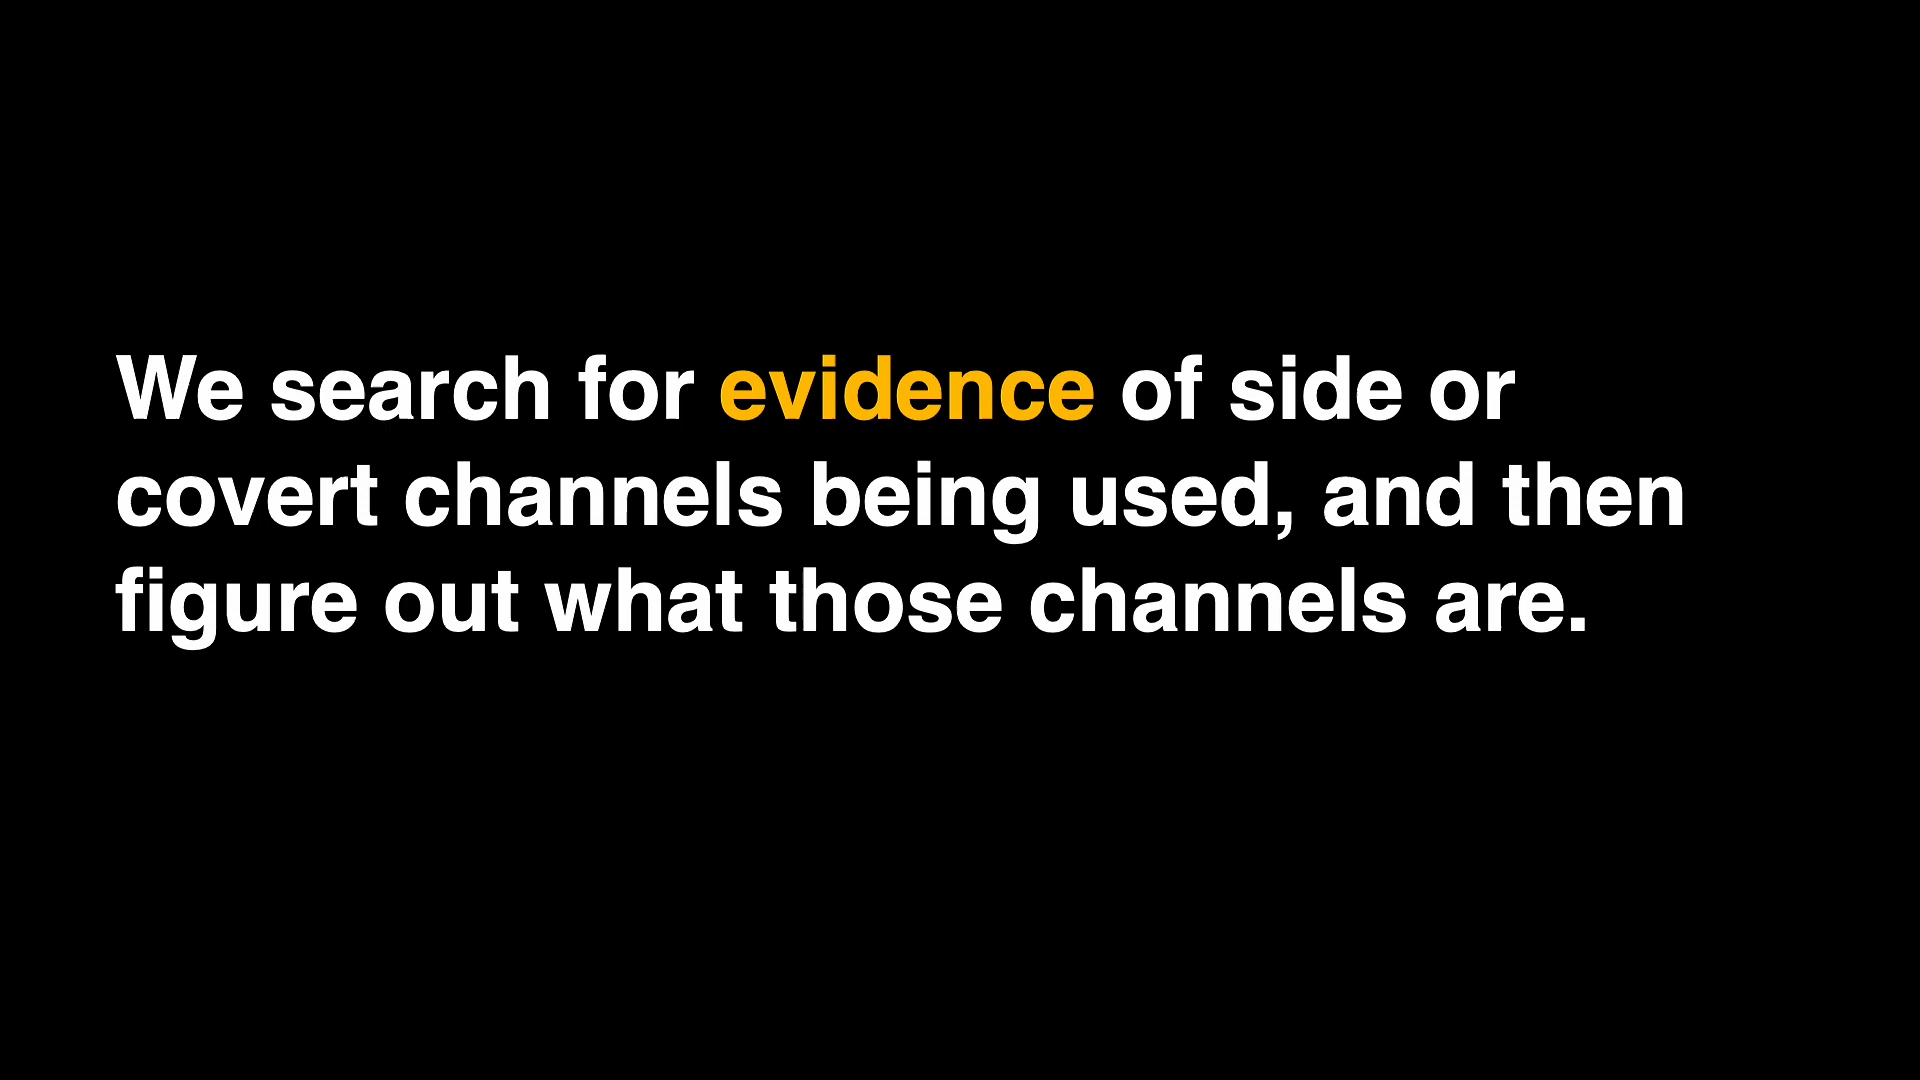 We search for evidence of side or
covert channels being used, and then
figure out what those channels are.